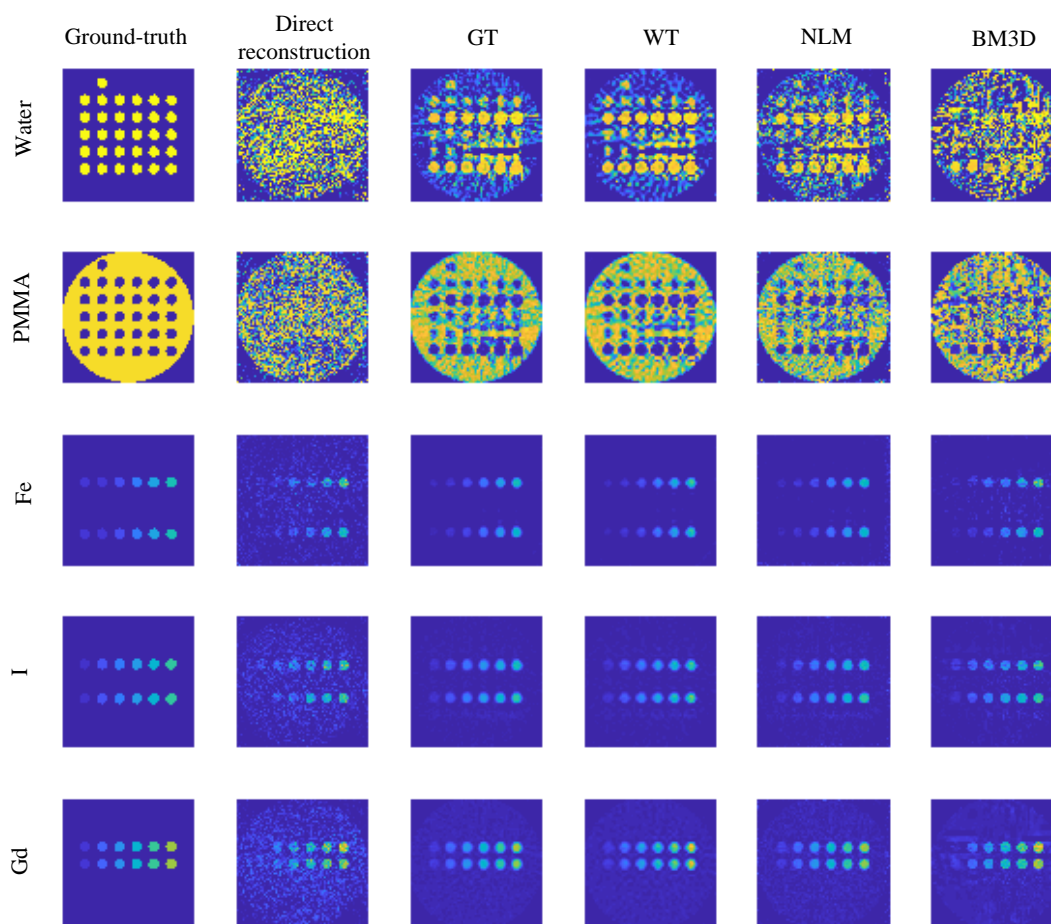 Ground-truth
Direct
reconstruction
GT
WT
NLM
BM3D
Water
PMMA
Fe
I
Gd